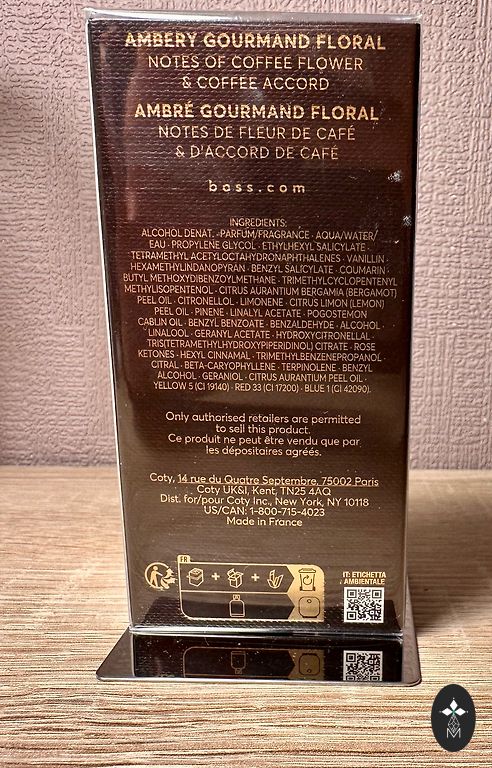 AMBERY GOURMAND FLORAL
NOTES OF COFFEE FLOWER
& COFFEE ACCORD
AMBRÉ GOURMAND FLORAL
NOTES DE FLEUR DE CAFÉ
& D'ACCORD DE CAFÉ
boss.com
INGREDIENTS:
ALCOHOL DENAT. · PARFUM/FRAGRANCE · AQUA/WATER/
EAU · PROPYLENE GLYCOL · ETHYLHEXYL SALICYLATE ·
TETRAMETHYL ACETYLOCTAHYDRONAPHTHALENES · VANILLIN ·
HEXAMETHYLINDANOPYRAN · BENZYL SALICYLATE · COUMARIN ·
BUTYL METHOXYDIBENZOYLMETHANE · TRIMETHYLCYCLOPENTENYL
METHYLISOPENTENOL · CITRUS AURANTIUM BERGAMIA (BERGAMOT)
PEEL OIL · CITRONELLOL · LIMONENE · CITRUS LIMON (LEMON)
PEEL OIL · PINENE · LINALYL ACETATE · POGOSTEMON
CABLIN OIL · BENZYL BENZOATE · BENZALDEHYDE · ALCOHOL ·
LINALOOL · GERANYL ACETATE · HYDROXYCITRONELLAL ·
TRIS(TETRAMETHYLHYDROXYPIPERIDINOL) CITRATE · ROSE
KETONES · HEXYL CINNAMAL · TRIMETHYLBENZENEPROPANOL ·
CITRAL · BETA-CARYOPHYLLENE · TERPINOLENE · BENZYL
ALCOHOL · GERANIOL · CITRUS AURANTIUM PEEL OIL ·
YELLOW 5 (CI 19140) · RED 33 (CI 17200) · BLUE 1 (CI 42090).
Only authorised retailers are permitted
to sell this product.
Ce produit ne peut être vendu que par
les dépositaires agréés.
Coty, 14 rue du Quatre Septembre, 75002 Paris
Coty UK&I, Kent, TN25 4AQ
Dist. for/pour Coty Inc., New York, NY 10118
US/CAN: 1-800-715-4023
Made in France
FR
IT: ETICHETTA
AMBIENTALE
M